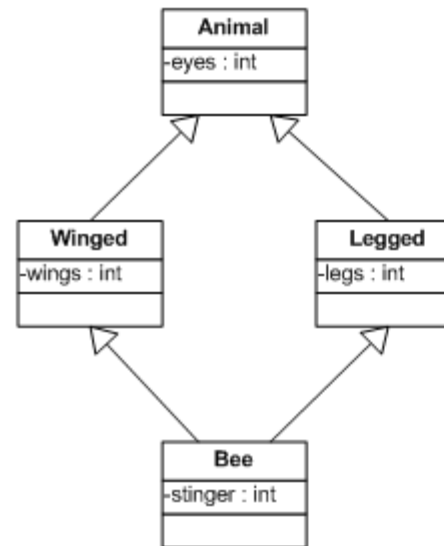 Animal
-eyes : int
Winged
-wings : int
Legged
-legs : int
Bee
-stinger : int